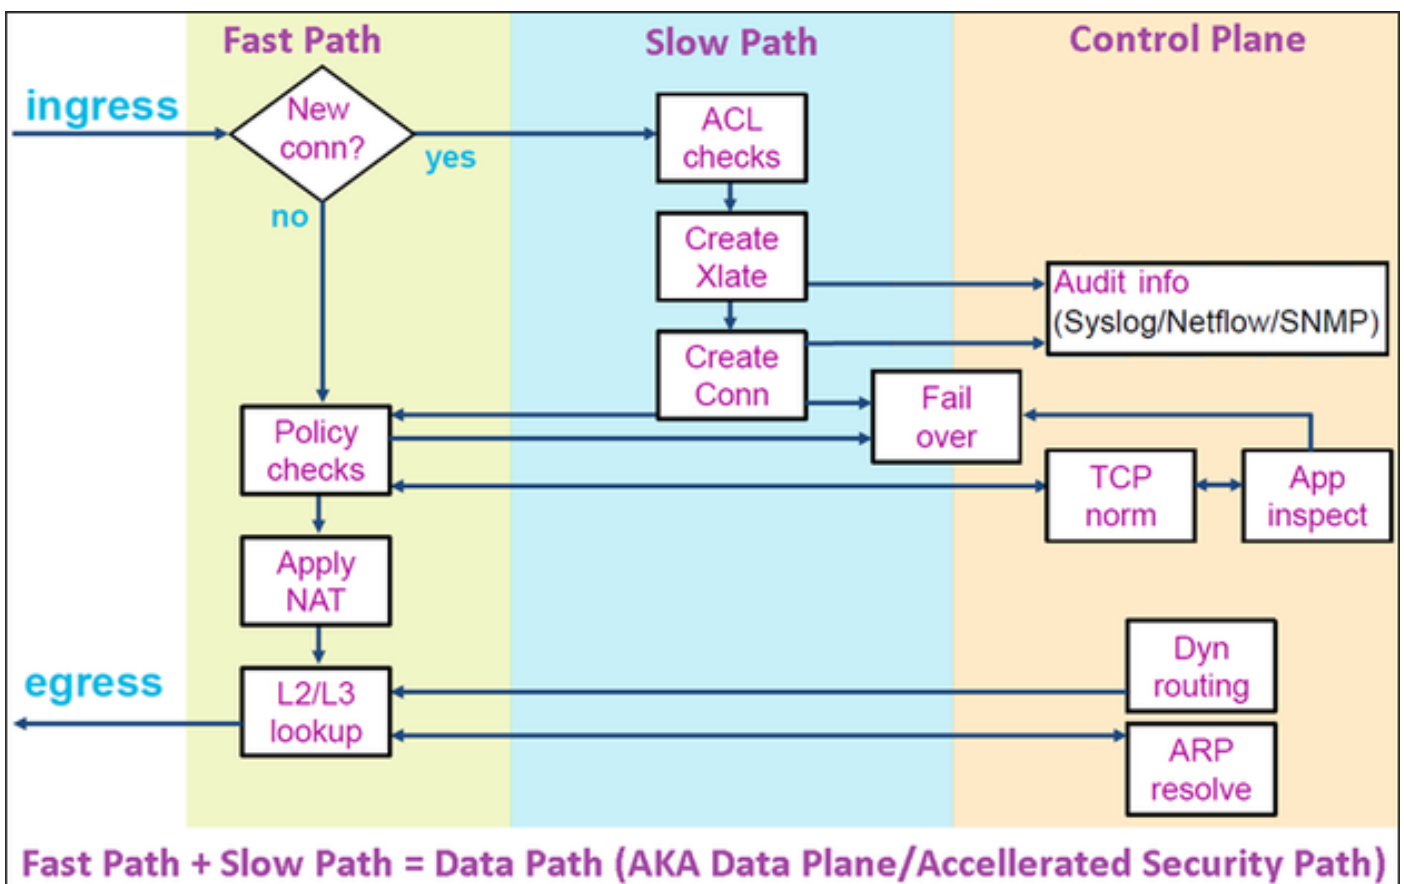 Fast Path
Slow Path
Control Plane
ingress
New
conn?
yes
no
ACL
checks
Create
Xlate
Audit info
(Syslog/Netflow/SNMP)
Create
Conn
Fail
over
Policy
checks
TCP
norm
App
inspect
Apply
NAT
Dyn
routing
egress
L2/L3
lookup
ARP
resolve
Fast Path + Slow Path = Data Path (AKA Data Plane/Accellerated Security Path)